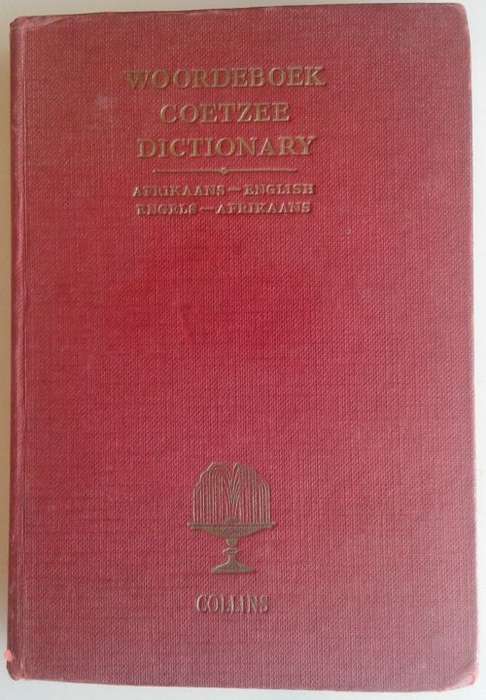 WOORDEBOEK
COETZEE
DICTIONARY
AFRIKAANS—ENGLISH
ENGELS—AFRIKAANS
COLLINS